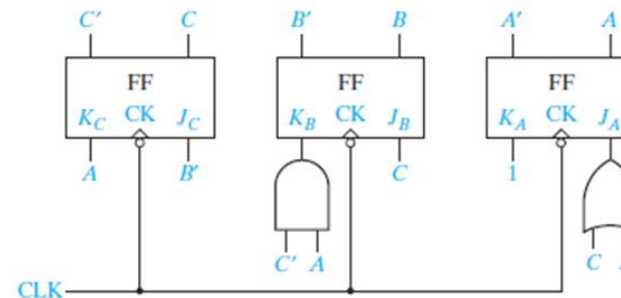 C′ C B′ B A′ A
FF FF FF
K_C CK J_C K_B CK J_B K_A CK J_A
A B′ C 1
C′ A C
CLK